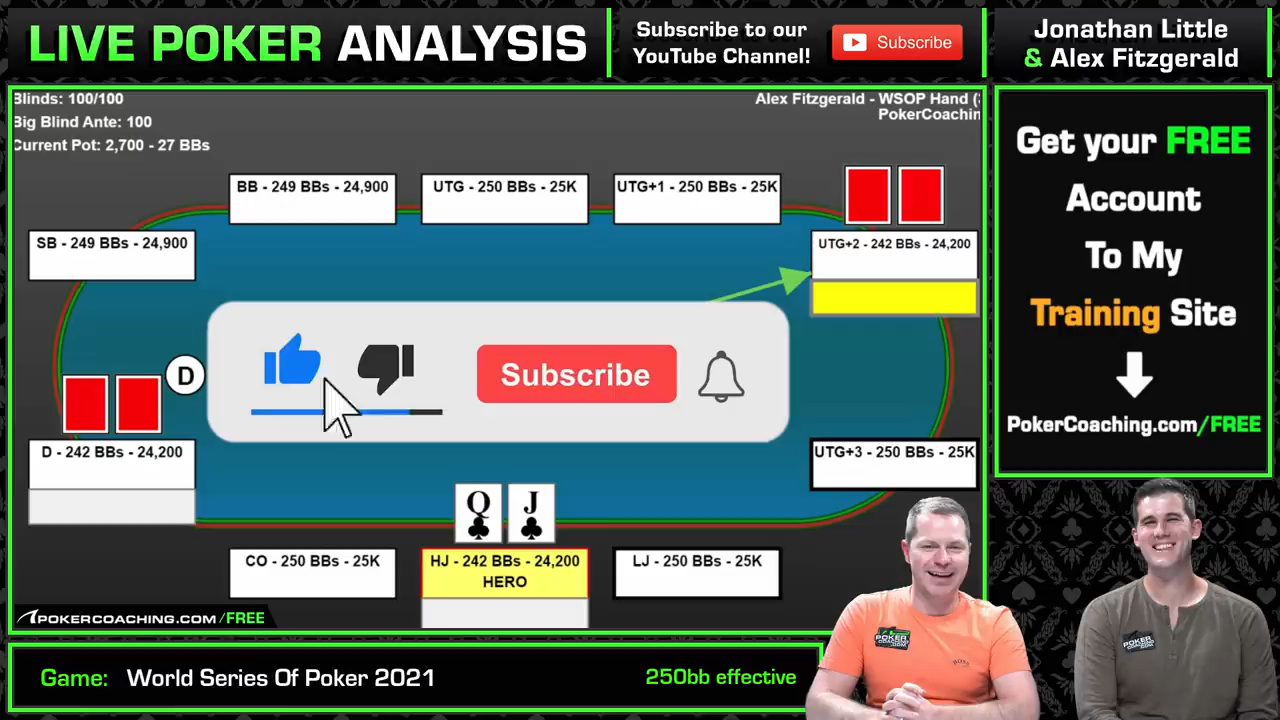 LIVE POKER ANALYSIS
Subscribe to our
YouTube Channel!
Subscribe
Jonathan Little
& Alex Fitzgerald
Blinds: 100/100
Big Blind Ante: 100
Current Pot: 2,700 - 27 BBs
Alex Fitzgerald - WSOP Hand (
PokerCoachin
BB - 249 BBs - 24,900
UTG - 250 BBs - 25K
UTG+1 - 250 BBs - 25K
SB - 249 BBs - 24,900
UTG+2 - 242 BBs - 24,200
D
Subscribe
D - 242 BBs - 24,200
UTG+3 - 250 BBs - 25K
Q
J
CO - 250 BBs - 25K
HJ - 242 BBs - 24,200
HERO
LJ - 250 BBs - 25K
POKERCOACHING.COM/FREE
Get your FREE
Account
To My
Training Site
PokerCoaching.com/FREE
Game: World Series Of Poker 2021
250bb effective
POKER
COACHING
.COM
BOSS
POKER